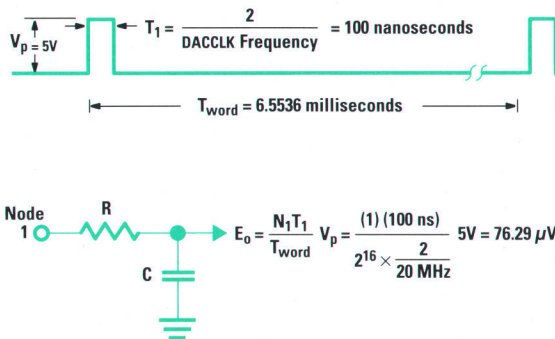 V_p = 5V
T_1 = 2 / DACCLK Frequency = 100 nanoseconds
T_word = 6.5536 milliseconds
R
Node
1
E_o = N_1T_1 / T_word V_p = (1) (100 ns) / 2^16 × 2 / 20 MHz 5V = 76.29 µV
C